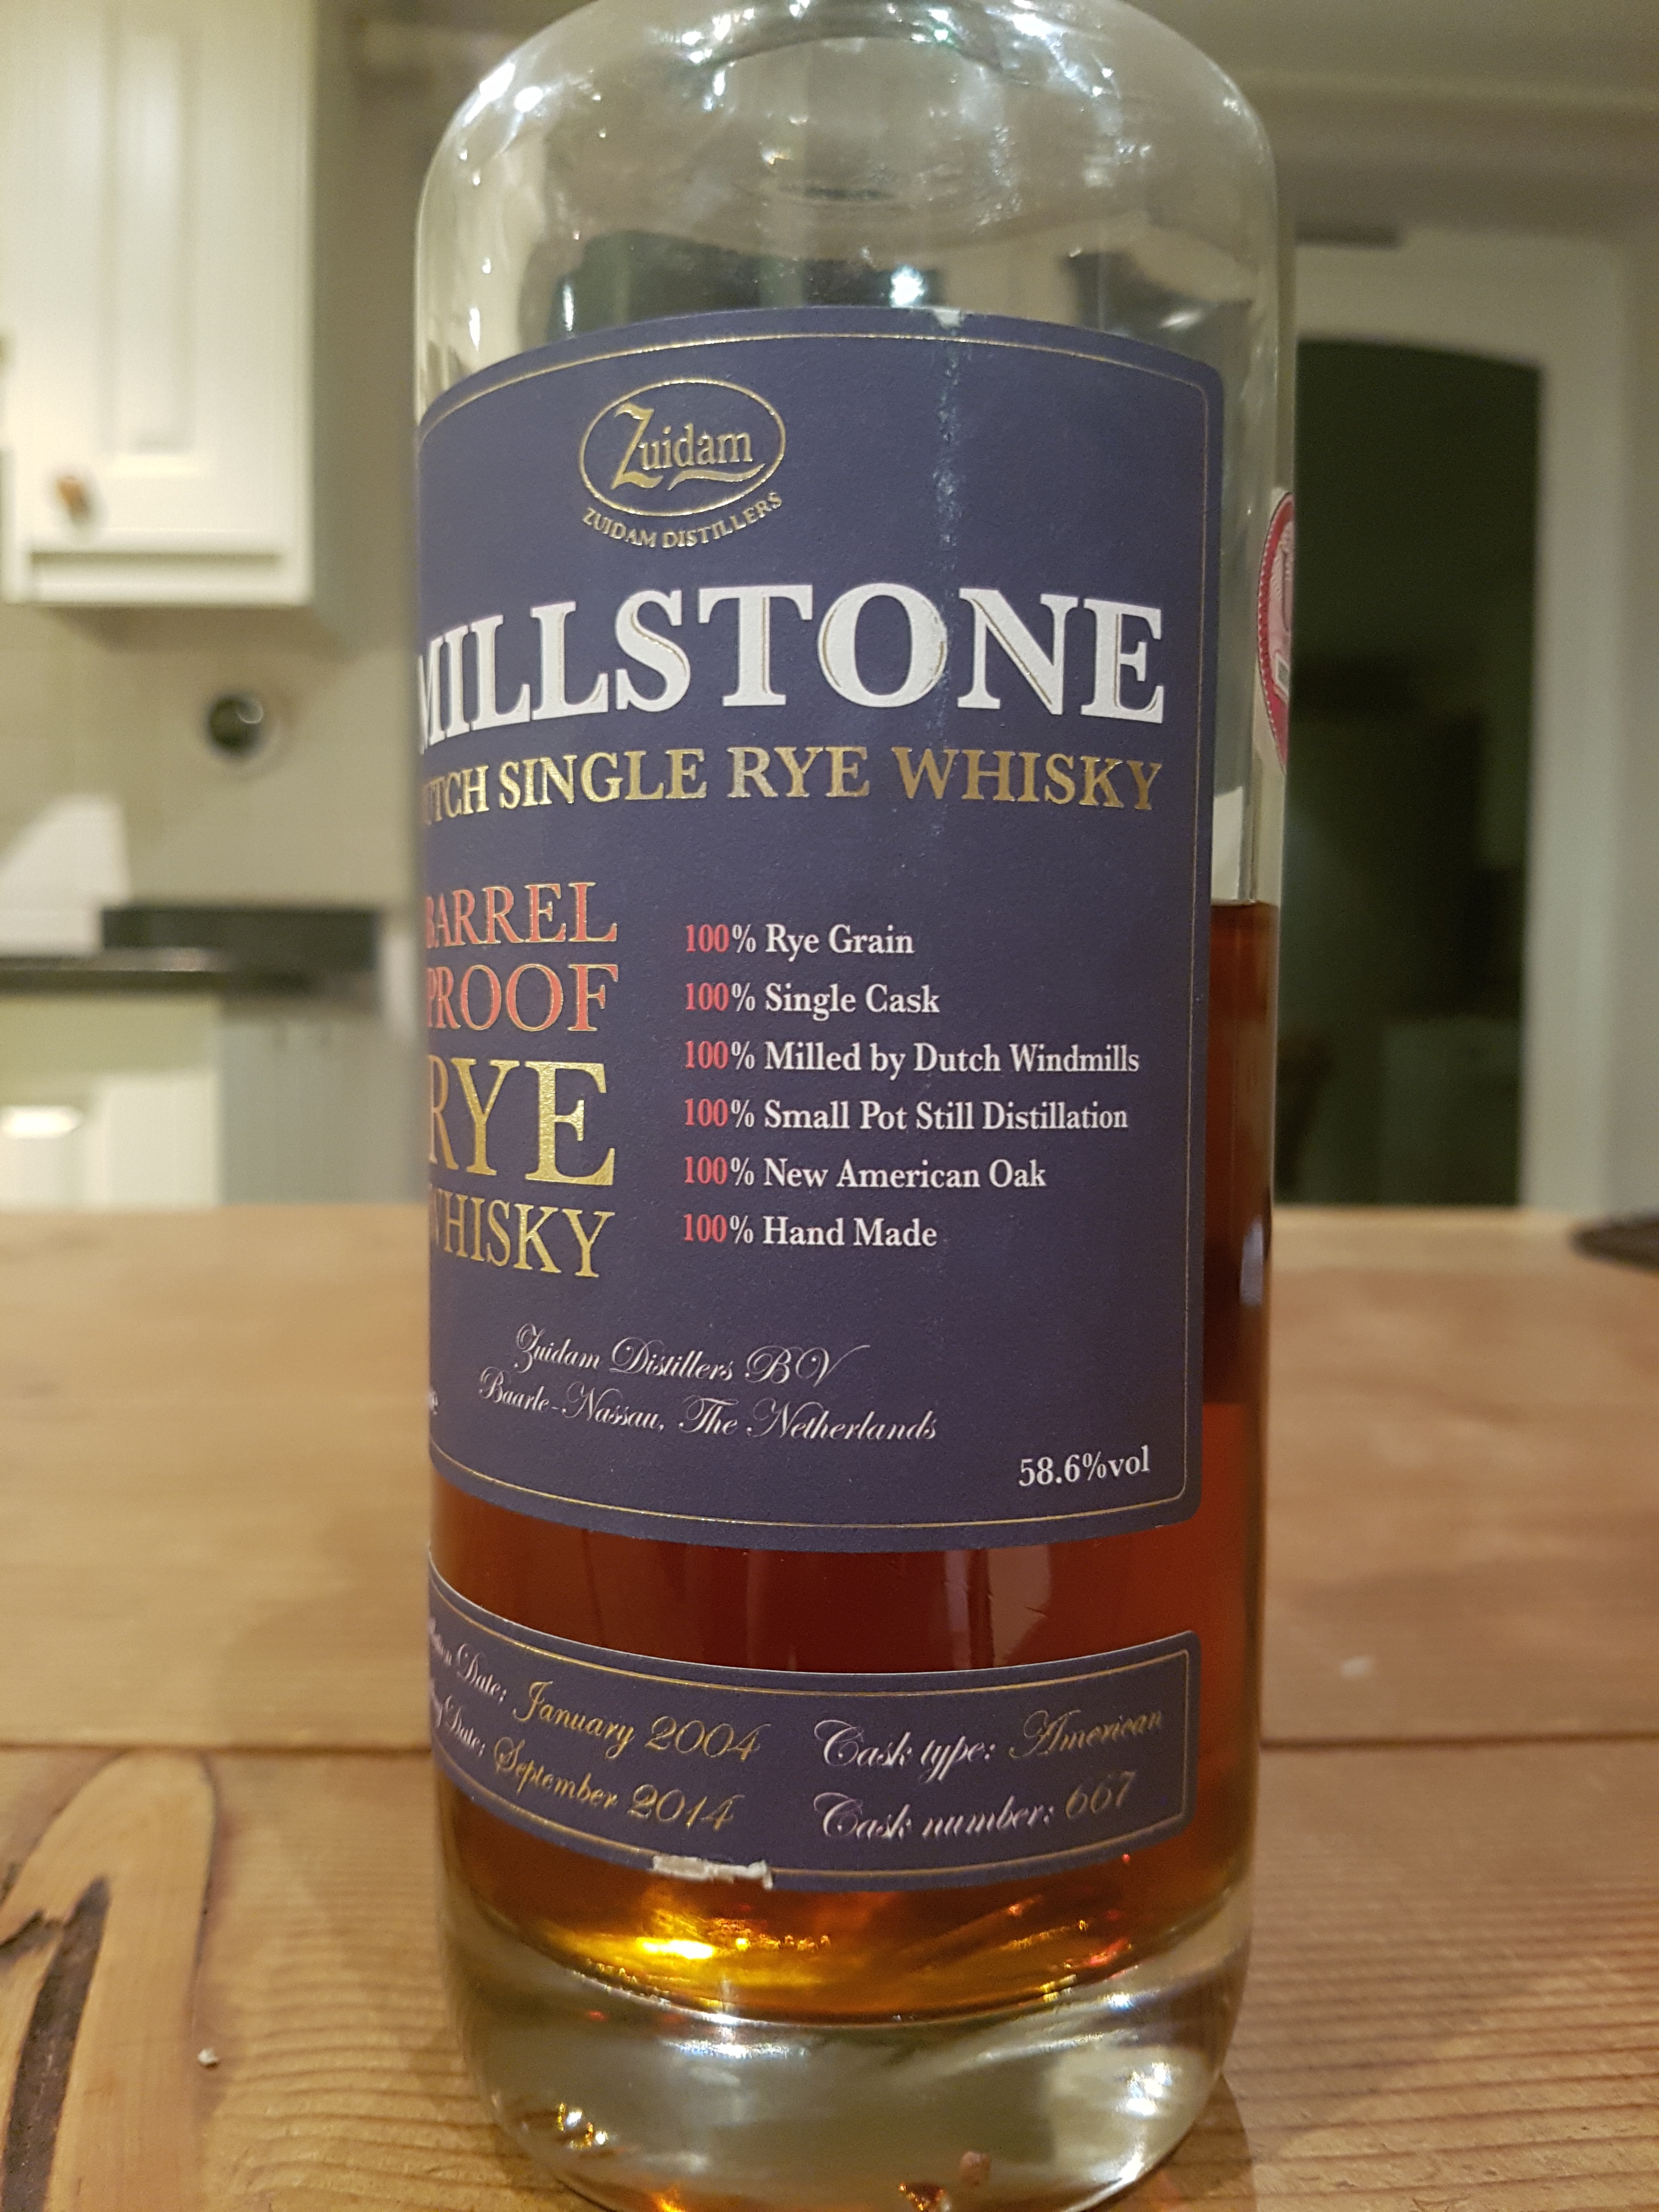 Zuidam
ZUIDAM DISTILLERS
MILLSTONE
SINGLE RYE WHISKY
BARREL
PROOF
RYE
WHISKY
100% Rye Grain
100% Single Cask
100% Milled by Dutch Windmills
100% Small Pot Still Distillation
100% New American Oak
100% Hand Made
Zuidam Distillers BV
Baarle-Nassau, The Netherlands
58.6%vol
Date: January 2004
Date: September 2014
Cask type: American
Cask number: 667